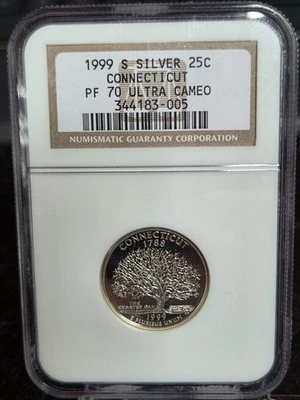 1999 S SILVER 25C
CONNECTICUT
PF 70 ULTRA CAMEO
344183-005
NUMISMATIC GUARANTY CORPORATION
CONNECTICUT
1788
THE
CHARTER OAK
1999
E PLURIBUS UNUM